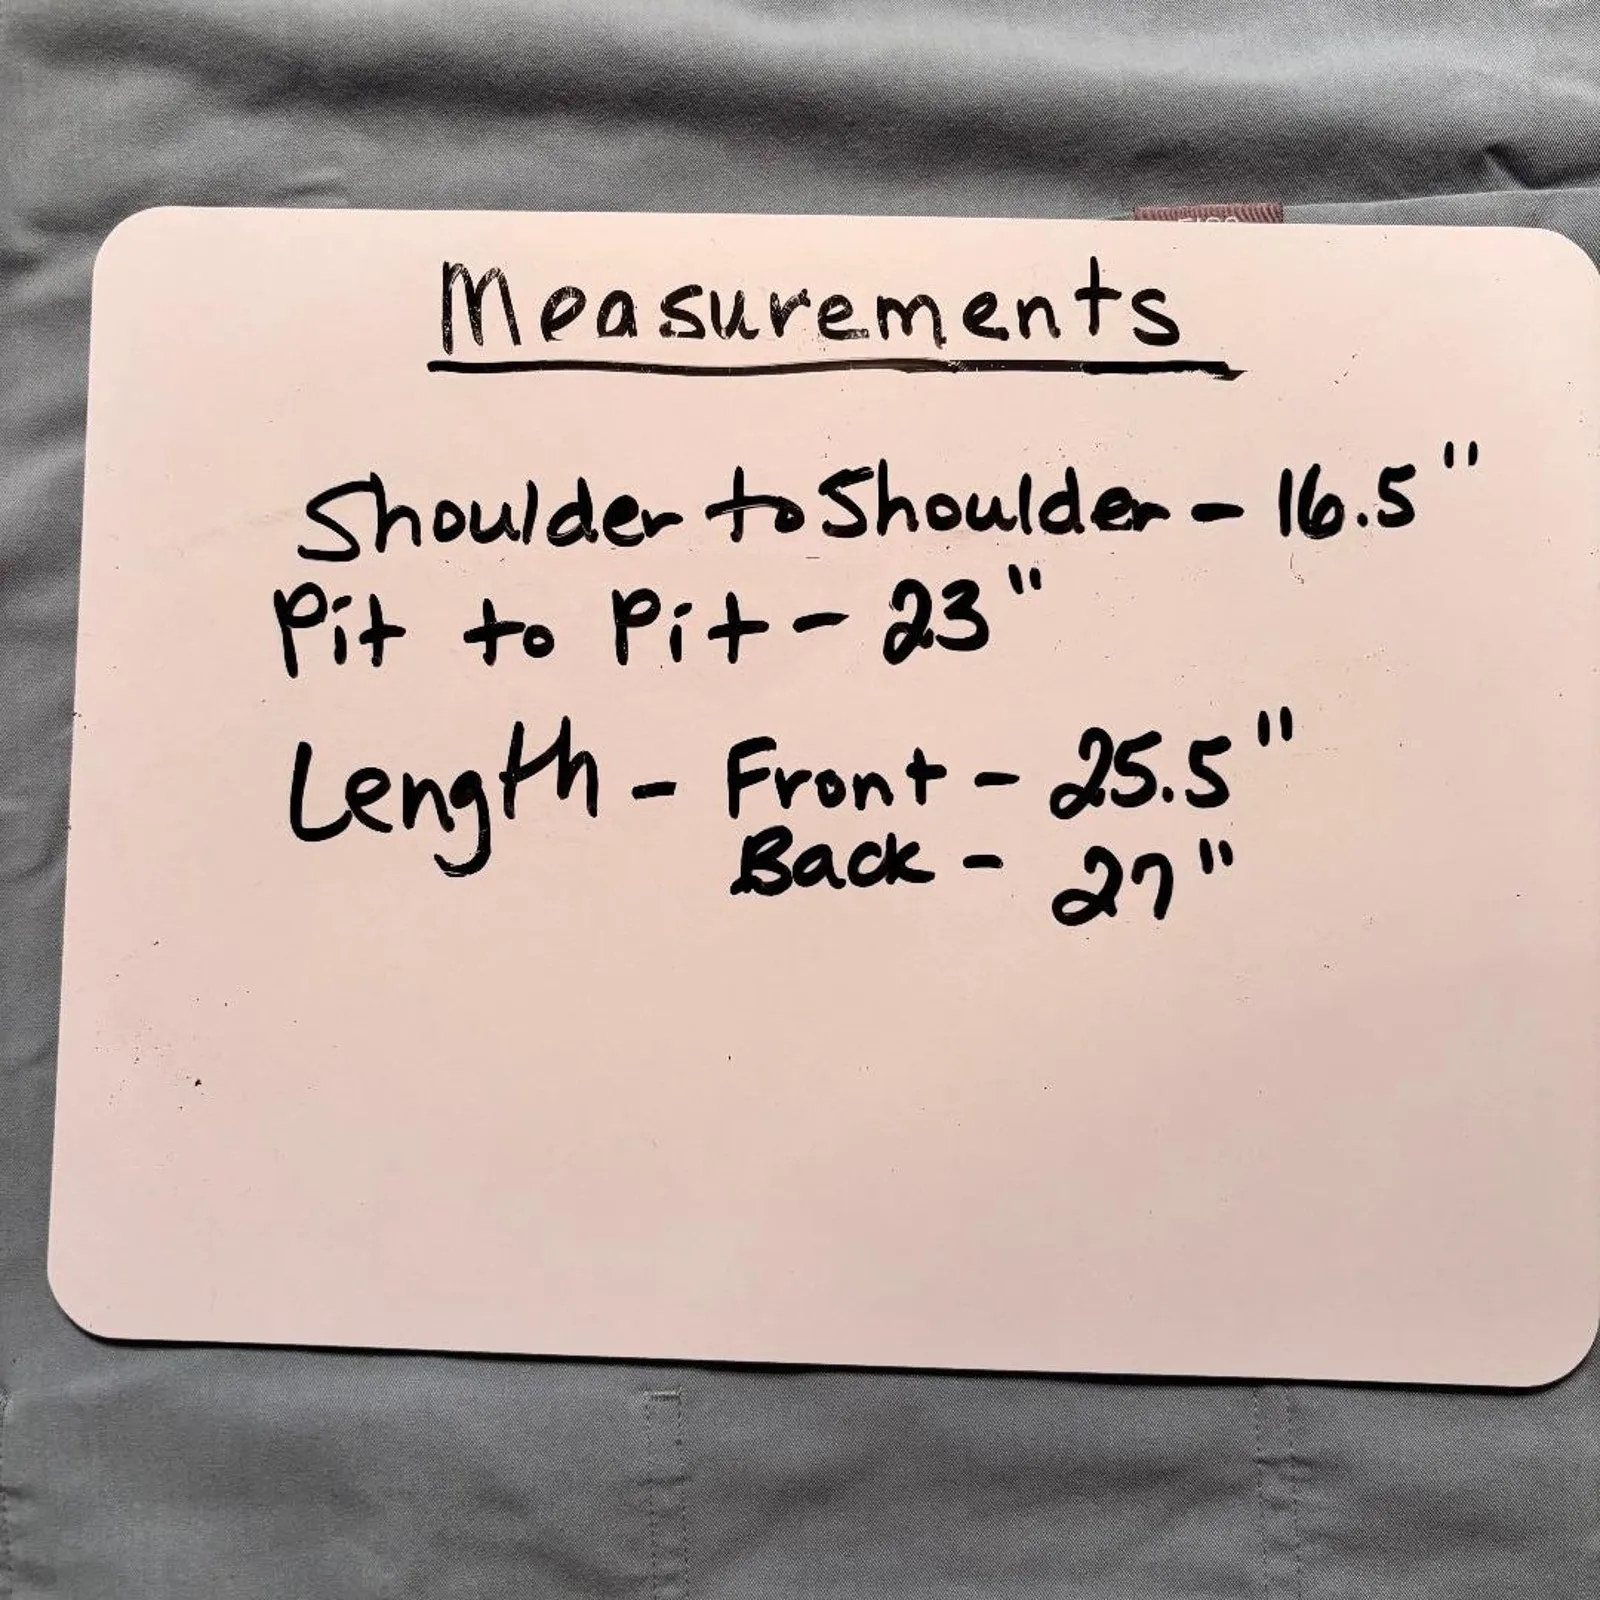 Measurements
Shoulder to Shoulder - 16.5"
Pit to Pit - 23"
Length - Front - 25.5"
Back - 27"